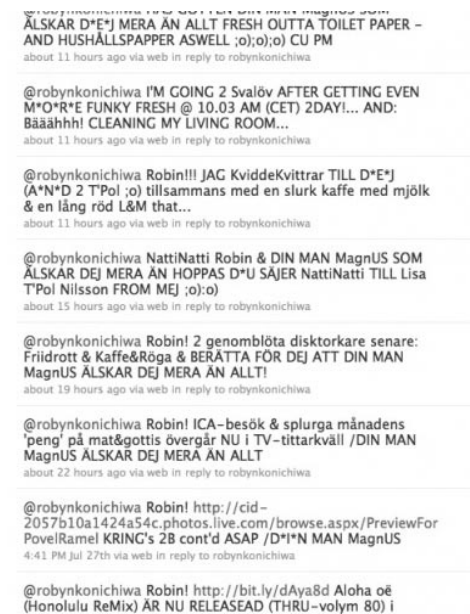 ÄLSKAR D*E*J MERA ÄN ALLT FRESH OUTTA TOILET PAPER –
AND HUSHÅLLSPAPPER ASWELL ;o);o);o) CU PM
about 11 hours ago via web in reply to robynkonichiwa
@robynkonichiwa I'M GOING 2 Svalöv AFTER GETTING EVEN
M*O*R*E FUNKY FRESH @ 10.03 AM (CET) 2DAY!... AND:
Bääähhh! CLEANING MY LIVING ROOM...
about 11 hours ago via web in reply to robynkonichiwa
@robynkonichiwa Robin!!! JAG KviddeKvittrar TILL D*E*J
(A*N*D 2 T'Pol ;o) tillsammans med en slurk kaffe med mjölk
& en lång röd L&M that...
about 11 hours ago via web in reply to robynkonichiwa
@robynkonichiwa NattiNatti Robin & DIN MAN MagnUS SOM
ÄLSKAR DEJ MERA ÄN HOPPAS D*U SÄJER NattiNatti TILL Lisa
T'Pol Nilsson FROM MEJ ;o):o)
about 15 hours ago via web in reply to robynkonichiwa
@robynkonichiwa Robin! 2 genomblöta disktorkare senare:
Friidrott & Kaffe&Röga & BERÄTTA FÖR DEJ ATT DIN MAN
MagnUS ÄLSKAR DEJ MERA ÄN ALLT!
about 19 hours ago via web in reply to robynkonichiwa
@robynkonichiwa Robin! ICA–besök & splurga månadens
'peng' på mat&gottis övergår NU i TV–tittarkväll /DIN MAN
MagnUS ÄLSKAR DEJ MERA ÄN ALLT
about 22 hours ago via web in reply to robynkonichiwa
@robynkonichiwa Robin! http://cid–
2057b10a1424a54c.photos.live.com/browse.aspx/PreviewFor
PovelRamel KRING's 2B cont'd ASAP /D*I*N MAN MagnUS
4:41 PM Jul 27th via web in reply to robynkonichiwa
@robynkonichiwa Robin! http://bit.ly/dAya8d Aloha oë
(Honolulu ReMix) ÄR NU RELEASEAD (THRU–volym 80) i